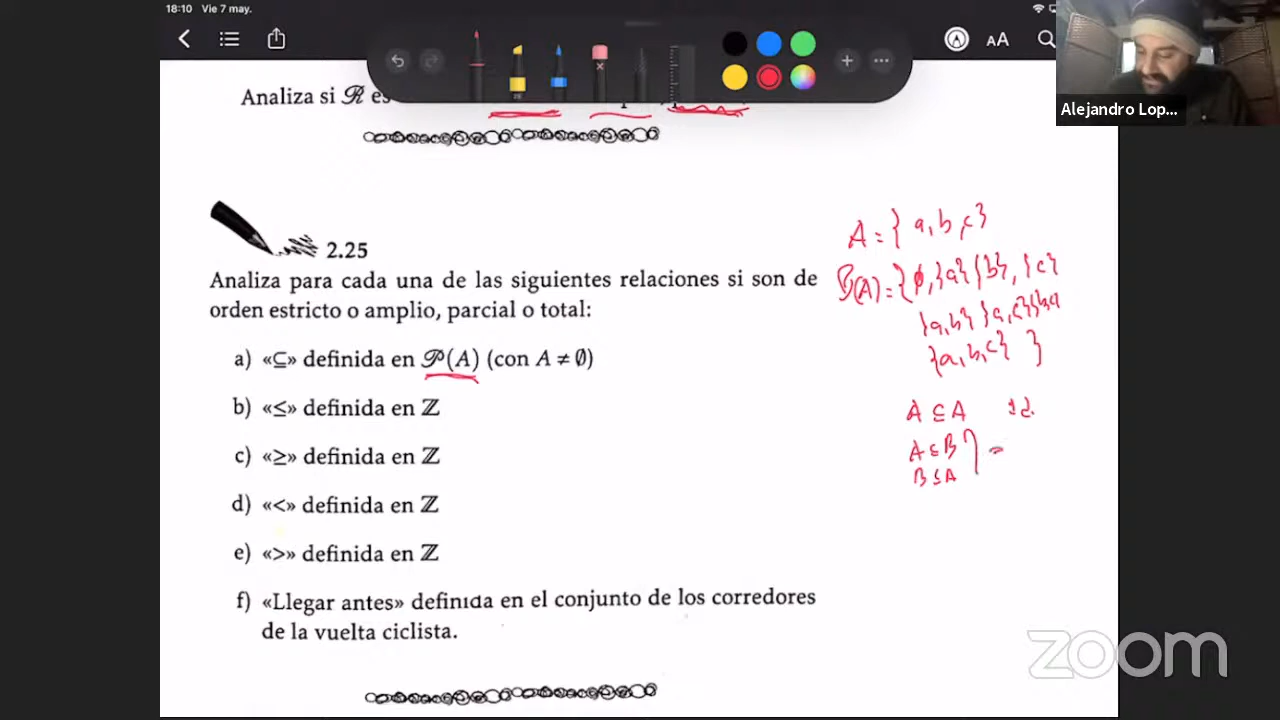 18:10 Vie 7 may.
AA
Alejandro Lop...
Analiza si ℛ es
2.25
Analiza para cada una de las siguientes relaciones si son de
orden estricto o amplio, parcial o total:
a) «⊆» definida en 𝒫(A) (con A ≠ ∅)
b) «≤» definida en ℤ
c) «≥» definida en ℤ
d) «<» definida en ℤ
e) «>» definida en ℤ
f) «Llegar antes» definida en el conjunto de los corredores
de la vuelta ciclista.
A = { a, b, c }
P(A) = { ∅, {a} {b}, {c}
{a, b} {a, c}
{a, b, c} }
A ⊆ A
A ⊆ B
B ⊆ A
zoom